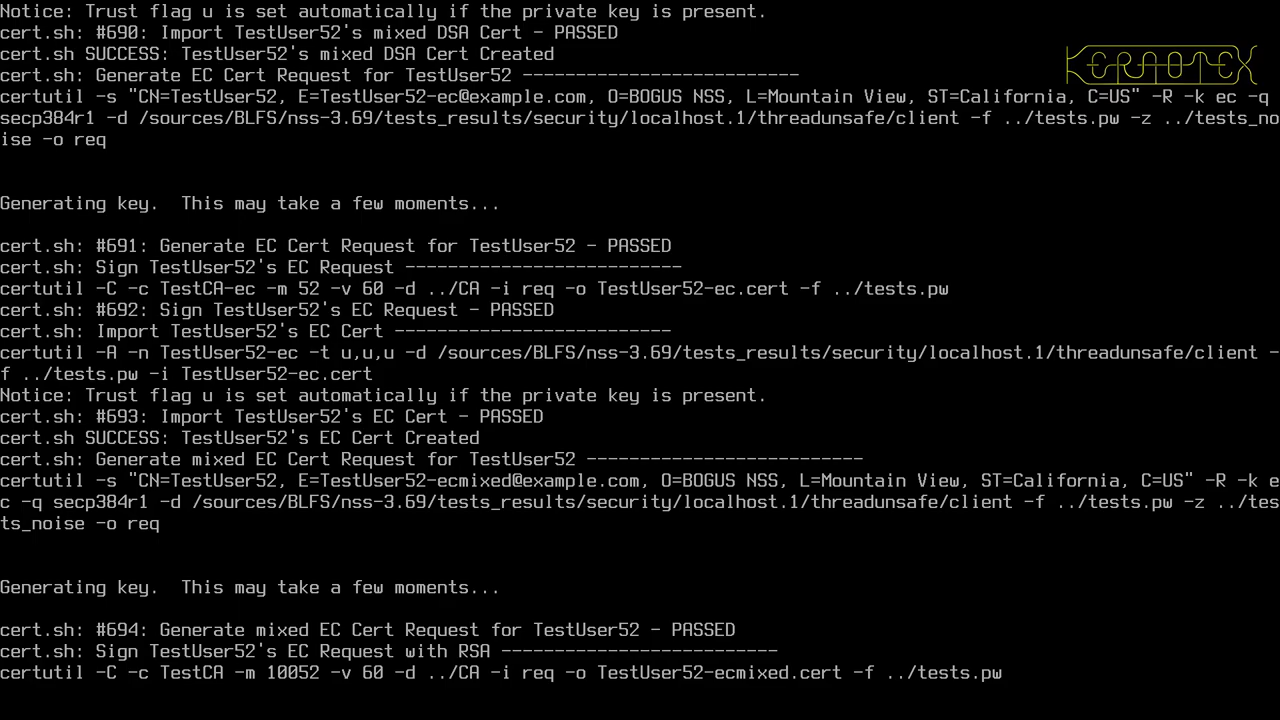 Notice: Trust flag u is set automatically if the private key is present.
cert.sh: #690: Import TestUser52's mixed DSA Cert - PASSED
cert.sh SUCCESS: TestUser52's mixed DSA Cert Created
KERNOTEX
cert.sh: Generate EC Cert Request for TestUser52 --------------------------
certutil -s "CN=TestUser52, E=TestUser52-ec@example.com, O=BOGUS NSS, L=Mountain View, ST=California, C=US" -R -k ec -q
secp384r1 -d /sources/BLFS/nss-3.69/tests_results/security/localhost.1/threadunsafe/client -f ../tests.pw -z ../tests_no
ise -o req
Generating key.  This may take a few moments...
cert.sh: #691: Generate EC Cert Request for TestUser52 - PASSED
cert.sh: Sign TestUser52's EC Request --------------------------
certutil -C -c TestCA-ec -m 52 -v 60 -d ../CA -i req -o TestUser52-ec.cert -f ../tests.pw
cert.sh: #692: Sign TestUser52's EC Request - PASSED
cert.sh: Import TestUser52's EC Cert --------------------------
certutil -A -n TestUser52-ec -t u,u,u -d /sources/BLFS/nss-3.69/tests_results/security/localhost.1/threadunsafe/client -
f ../tests.pw -i TestUser52-ec.cert
Notice: Trust flag u is set automatically if the private key is present.
cert.sh: #693: Import TestUser52's EC Cert - PASSED
cert.sh SUCCESS: TestUser52's EC Cert Created
cert.sh: Generate mixed EC Cert Request for TestUser52 --------------------------
certutil -s "CN=TestUser52, E=TestUser52-ecmixed@example.com, O=BOGUS NSS, L=Mountain View, ST=California, C=US" -R -k e
c -q secp384r1 -d /sources/BLFS/nss-3.69/tests_results/security/localhost.1/threadunsafe/client -f ../tests.pw -z ../tes
ts_noise -o req
Generating key.  This may take a few moments...
cert.sh: #694: Generate mixed EC Cert Request for TestUser52 - PASSED
cert.sh: Sign TestUser52's EC Request with RSA --------------------------
certutil -C -c TestCA -m 10052 -v 60 -d ../CA -i req -o TestUser52-ecmixed.cert -f ../tests.pw